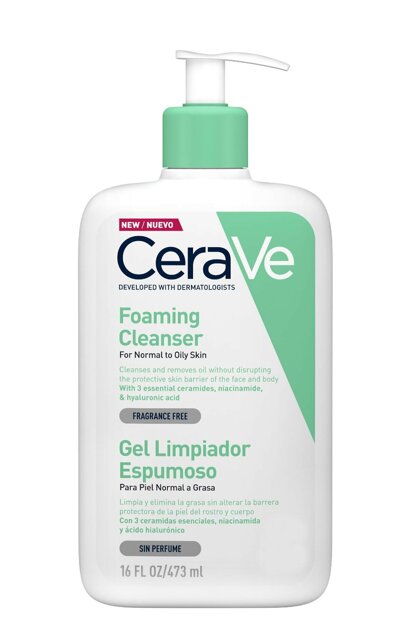 NEW / NUEVO
CeraVe
DEVELOPED WITH DERMATOLOGISTS
Foaming
Cleanser
For Normal to Oily Skin
Cleanses and removes oil without disrupting
the protective skin barrier of the face and body
With 3 essential ceramides, niacinamide,
& hyaluronic acid
FRAGRANCE FREE
Gel Limpiador
Espumoso
Para Piel Normal a Grasa
Limpia y elimina la grasa sin alterar la barrera
protectora de la piel del rostro y cuerpo
Con 3 ceramidas esenciales, niacinamida
y ácido hialurónico
SIN PERFUME
16 FL OZ/473 ml